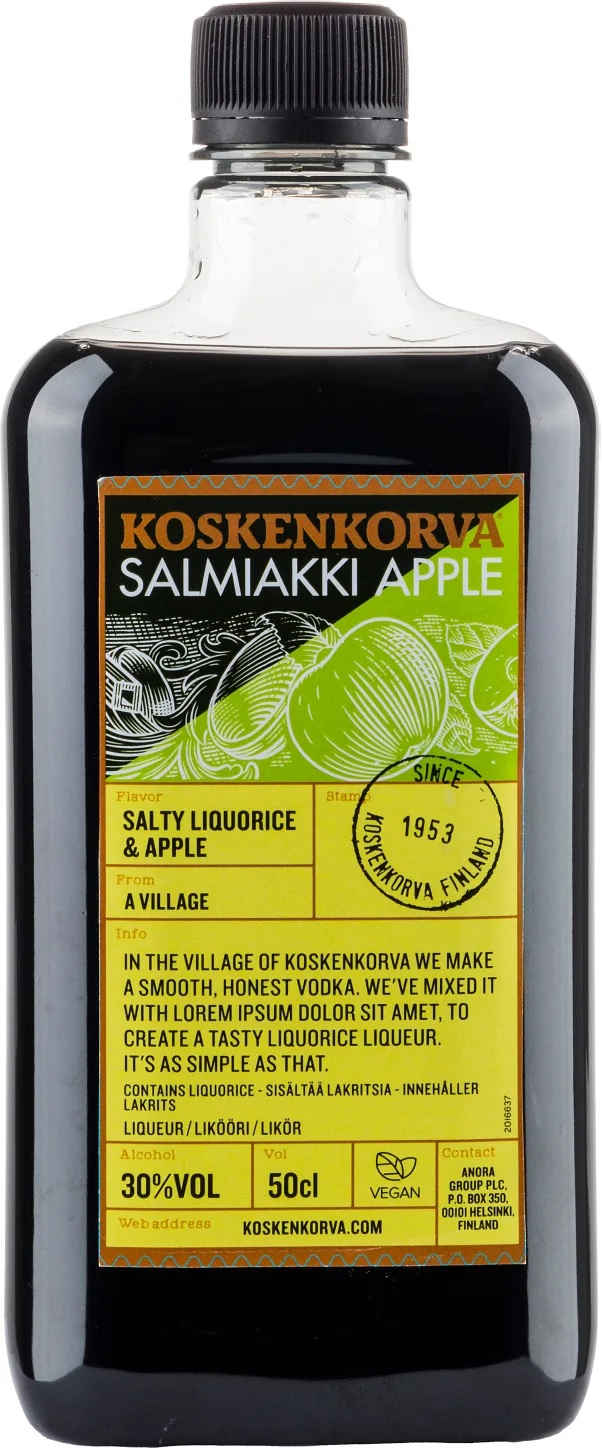 KOSKENKORVA
SALMIAKKI APPLE
Flavor
SALTY LIQUORICE
& APPLE
Stamp
SINCE
1953
KOSKENKORVA FINLAND
From
A VILLAGE
Info
IN THE VILLAGE OF KOSKENKORVA WE MAKE
A SMOOTH, HONEST VODKA. WE'VE MIXED IT
WITH LOREM IPSUM DOLOR SIT AMET, TO
CREATE A TASTY LIQUORICE LIQUEUR.
IT'S AS SIMPLE AS THAT.
CONTAINS LIQUORICE - SISÄLTÄÄ LAKRITSIA - INNEHÅLLER
LAKRITS
LIQUEUR / LIKÖÖRI / LIKÖR
2016637
Alcohol
30%VOL
Vol
50cl
VEGAN
Contact
ANORA
GROUP PLC,
P.O. BOX 350,
00101 HELSINKI,
FINLAND
Web address
KOSKENKORVA.COM